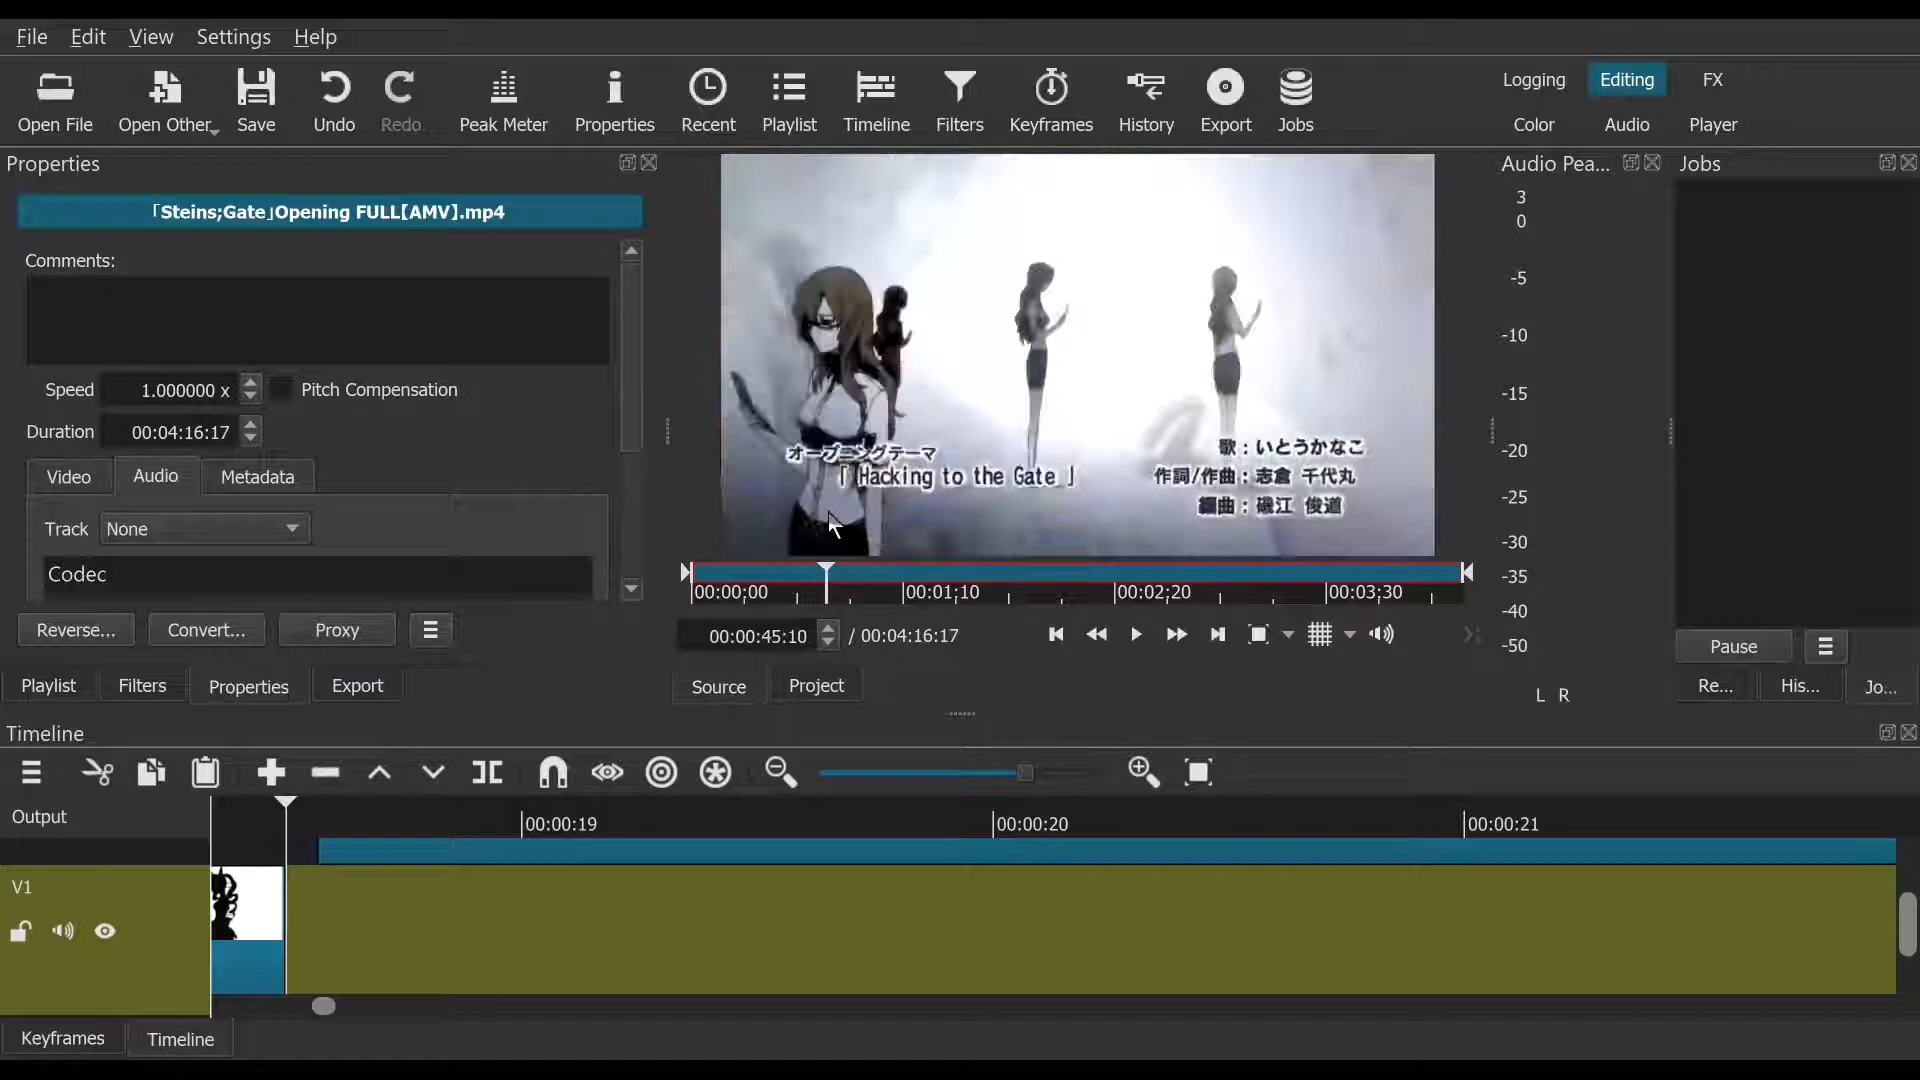 File Edit View Settings Help
Open File Open Other... Save Undo Redo Peak Meter Properties Recent Playlist Timeline Filters Keyframes History Export Jobs
Logging Editing FX
Color Audio Player
Properties
「Steins;Gate」Opening FULL【AMV】.mp4
Comments:
Speed 1.000000 x Pitch Compensation
Duration 00:04:16:17
Video Audio Metadata
Track None
Codec
Reverse... Convert... Proxy
Playlist Filters Properties Export
オープニングテーマ
「Hacking to the Gate」
歌：いとうかなこ
作詞/作曲：志倉 千代丸
編曲：磯江 俊道
00:00;00 00:01;10 00:02;20 00:03;30
00:00:45:10 / 00:04:16:17
Source Project
Audio Pea...
3
0
-5
-10
-15
-20
-25
-30
-35
-40
-50
L R
Jobs
Pause
Re... His... Jo...
Timeline
Output
00:00:19 00:00:20 00:00:21
V1
Keyframes Timeline